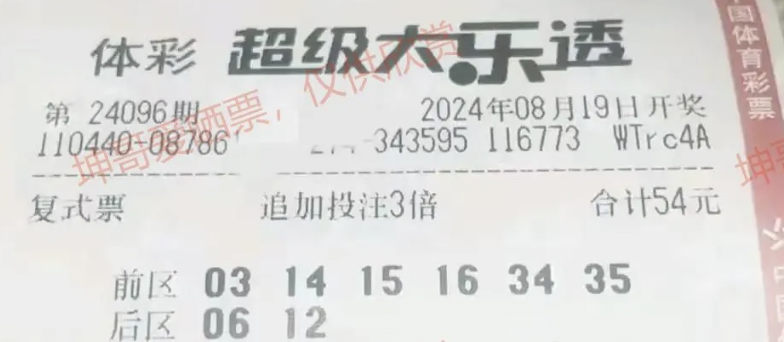 体彩 超级大乐透
第 24096期 2024年08月19日开奖
110440-08786 343595 116773 WTrc4A
复式票 追加投注3倍 合计54元
前区 03 14 15 16 34 35
后区 06 12
国体育彩票
坤哥爱晒票，仅供欣赏
坤